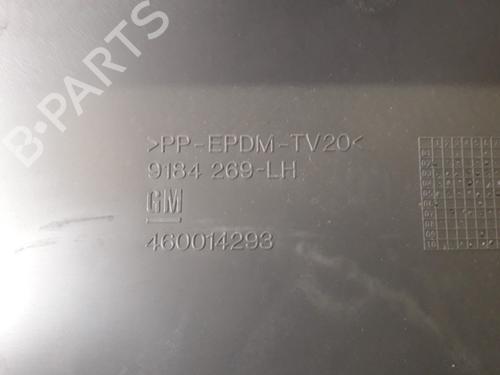 B-PARTS
>PP-EPDM-TV20<
9184 269-LH
GM
460014293